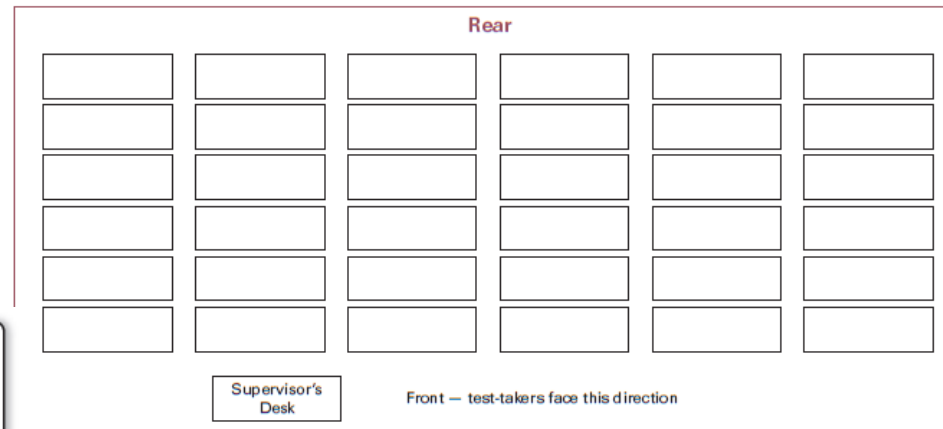 Rear
Supervisor's
Desk
Front — test-takers face this direction